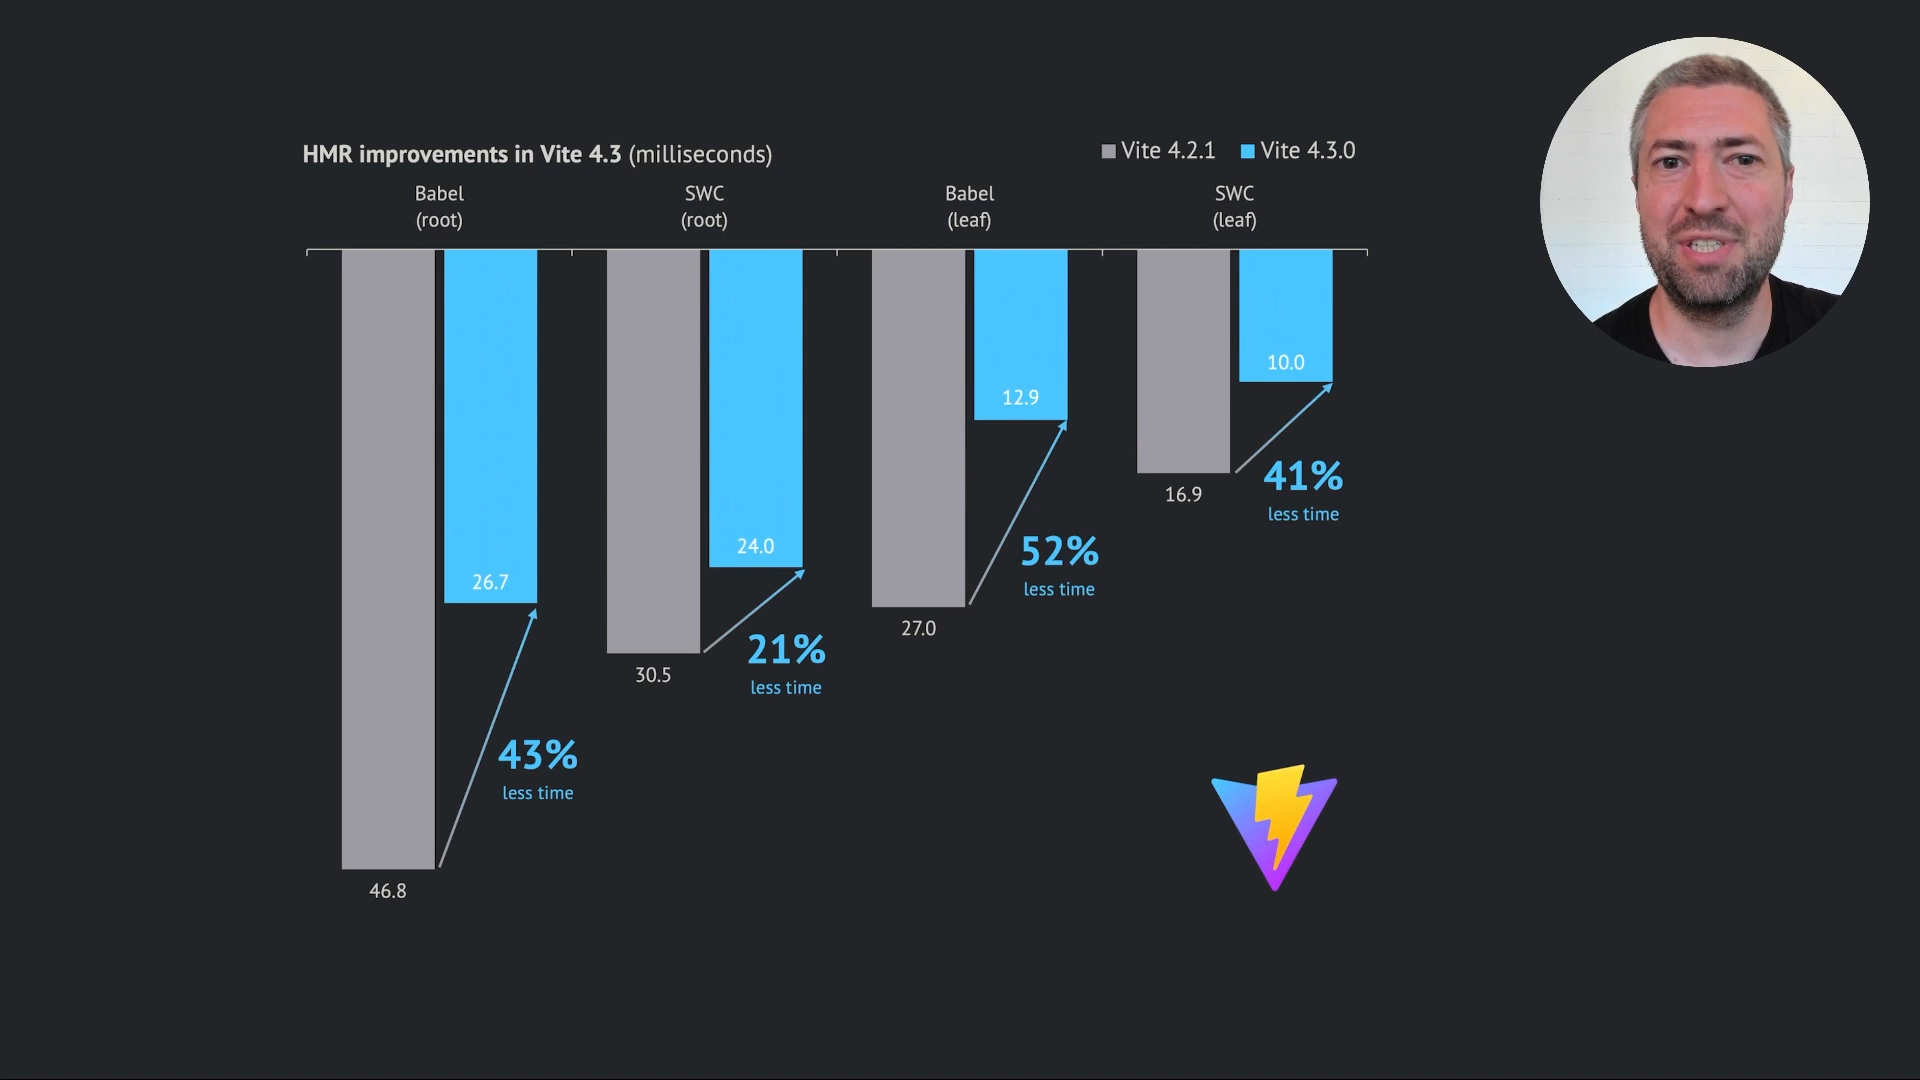 HMR improvements in Vite 4.3 (milliseconds)
Vite 4.2.1
Vite 4.3.0
Babel
(root)
SWC
(root)
Babel
(leaf)
SWC
(leaf)
46.8
26.7
43%
less time
30.5
24.0
21%
less time
27.0
12.9
52%
less time
16.9
10.0
41%
less time